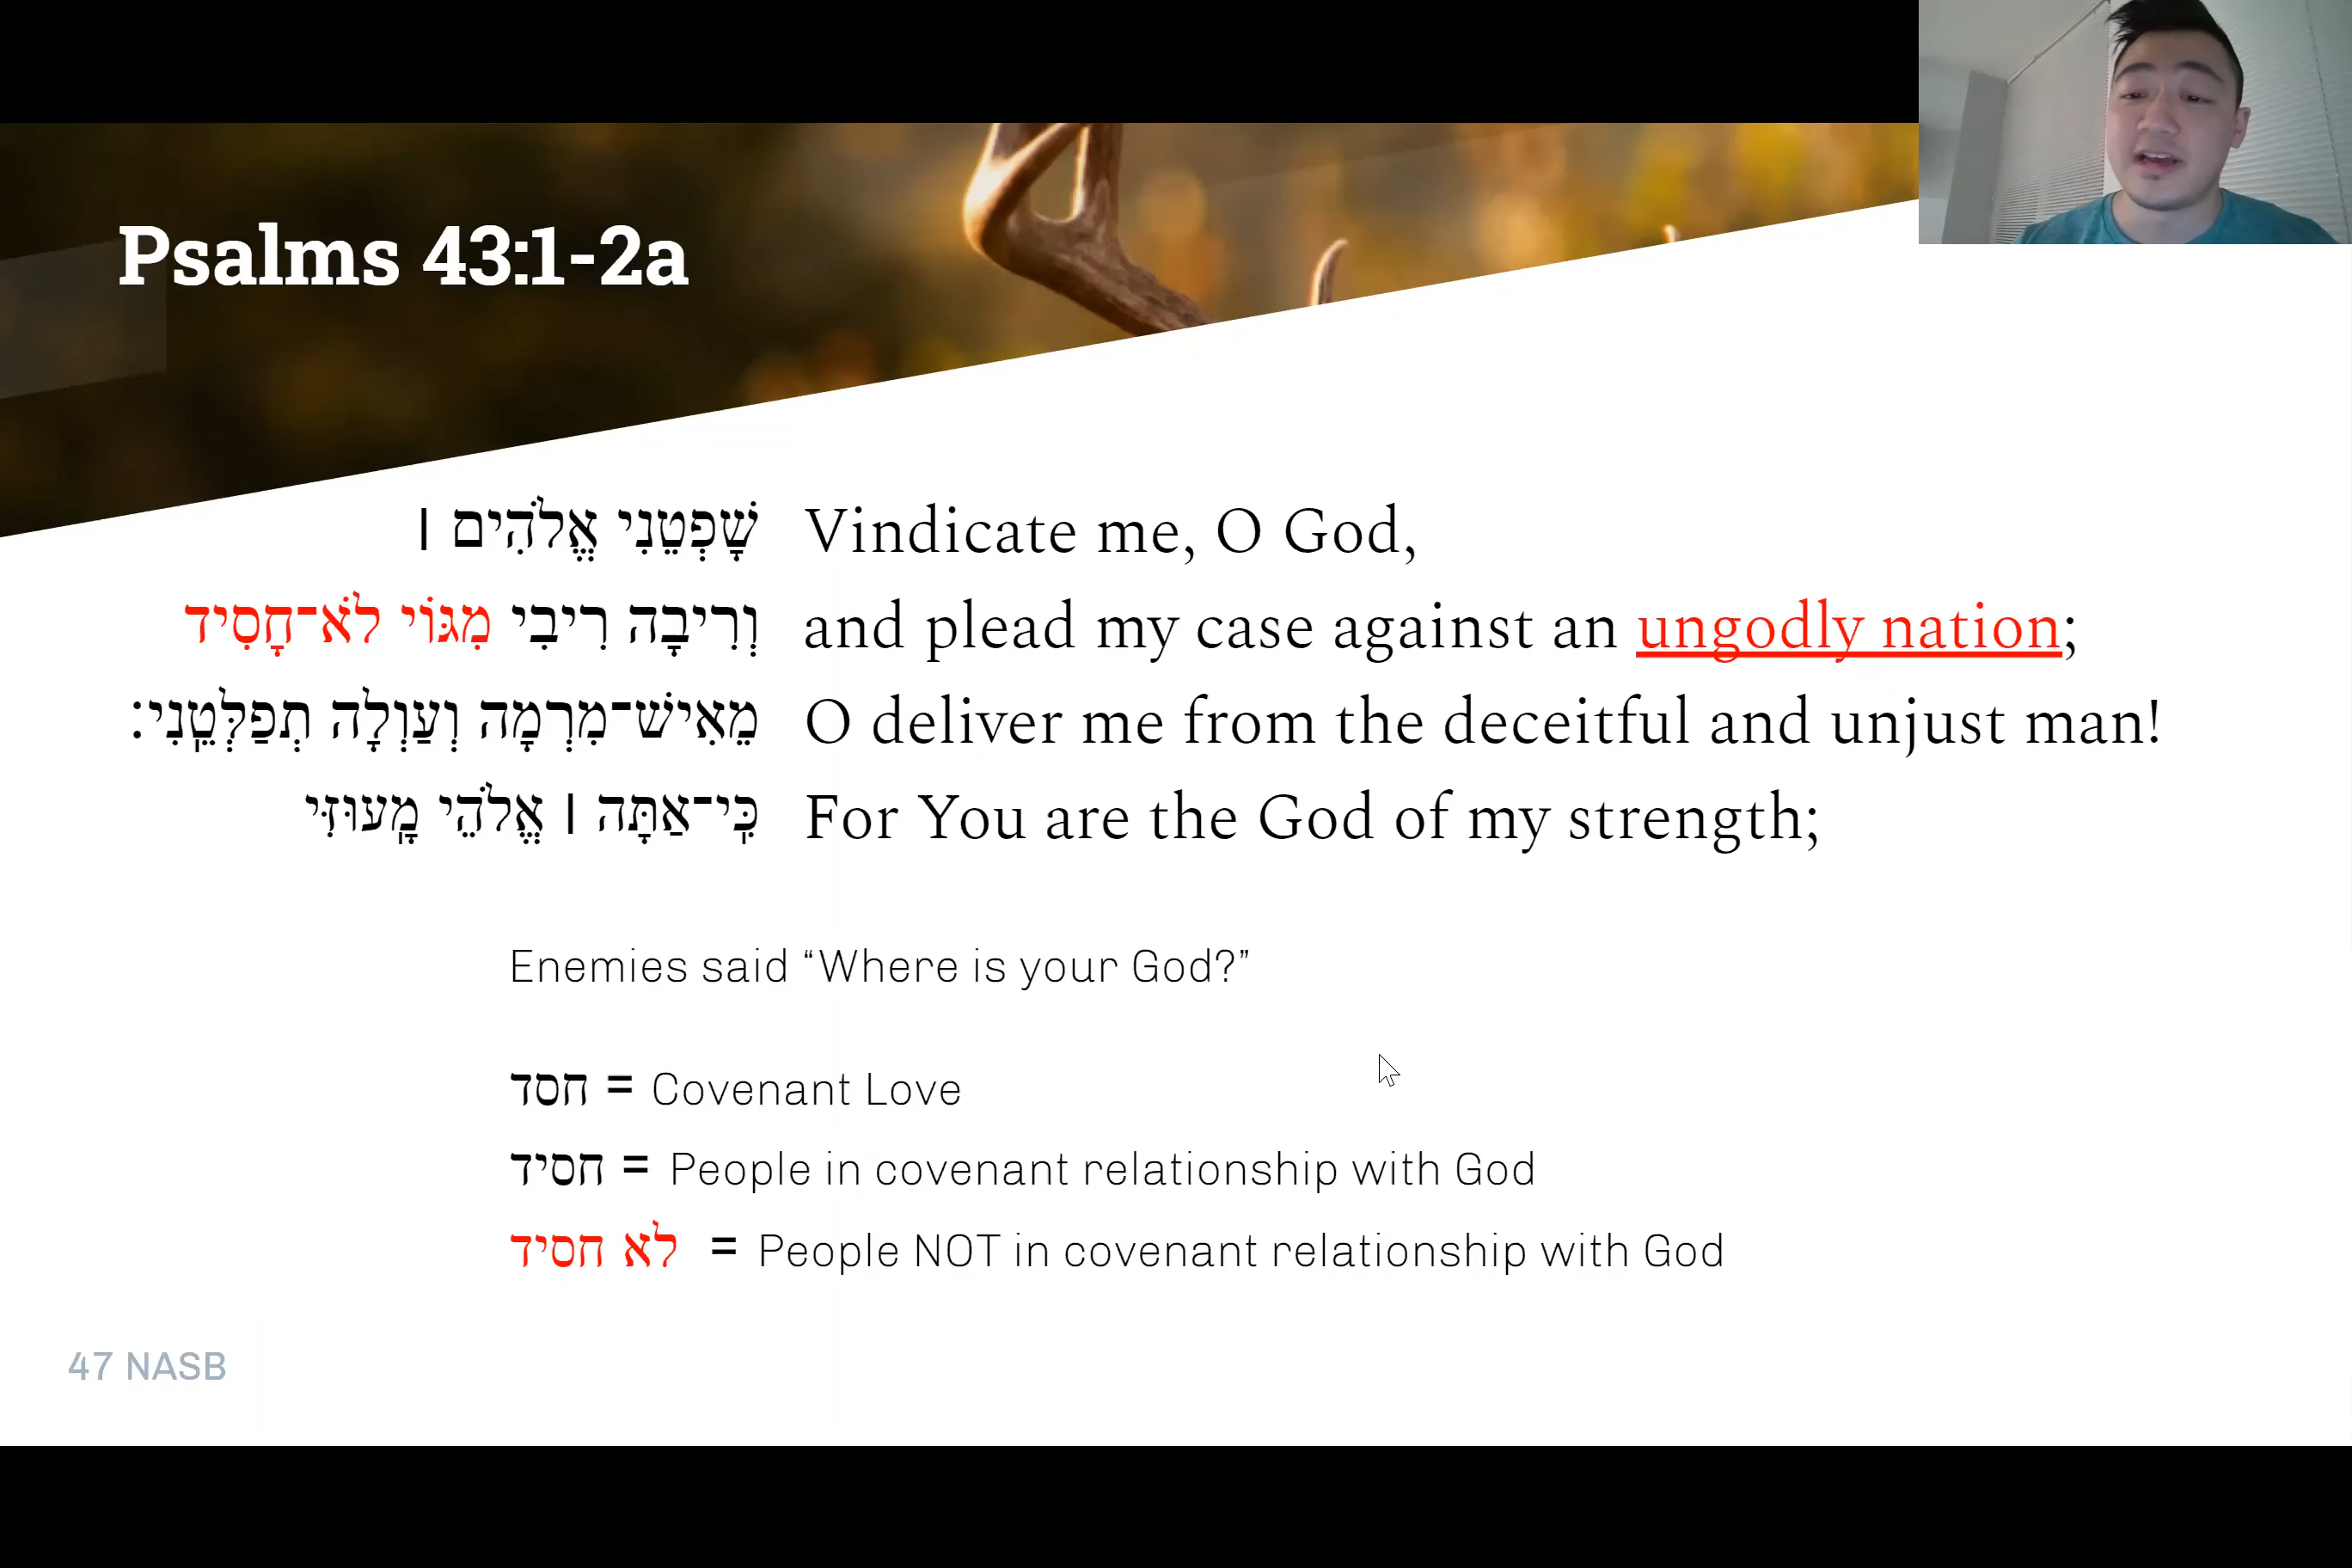 Psalms 43:1-2a
שָׁפְטֵנִי אֱלֹהִים ׀ Vindicate me, O God,
וְרִיבָה רִיבִי מִגּוֹי לֹא־חָסִיד and plead my case against an ungodly nation;
מֵאִישׁ־מִרְמָה וְעַוְלָה תְפַלְּטֵֽנִי׃ O deliver me from the deceitful and unjust man!
כִּֽי־אַתָּה ׀ אֱלֹהֵי מָֽעוּזִּי For You are the God of my strength;
Enemies said “Where is your God?”
חסד = Covenant Love
חסיד = People in covenant relationship with God
לא חסיד = People NOT in covenant relationship with God
47 NASB